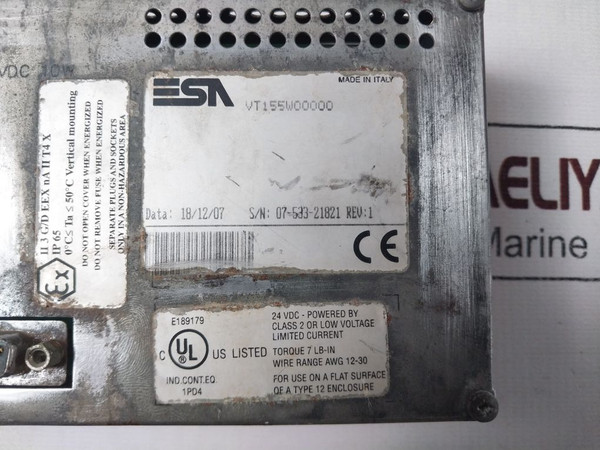 VDC 10W
ESA
MADE IN ITALY
VT155W00000
Data: 18/12/07 S/N: 07-533-21821 REV:1
CE
II 3 G/D EEX nA II T4 X
IP 65
0°C ≤ Ta ≤ 50°C Vertical mounting
DO NOT OPEN COVER WHEN ENERGIZED
DO NOT REMOVE FUSE WHEN ENERGIZED
SEPARATE PLUGS AND SOCKETS
ONLY IN A NON-HAZARDOUS AREA
Ex
E189179
C UL US LISTED
IND.CONT.EQ.
1PD4
24 VDC - POWERED BY
CLASS 2 OR LOW VOLTAGE
LIMITED CURRENT
TORQUE 7 LB-IN
WIRE RANGE AWG 12-30
FOR USE ON A FLAT SURFACE
OF A TYPE 12 ENCLOSURE
AELIY
Marine